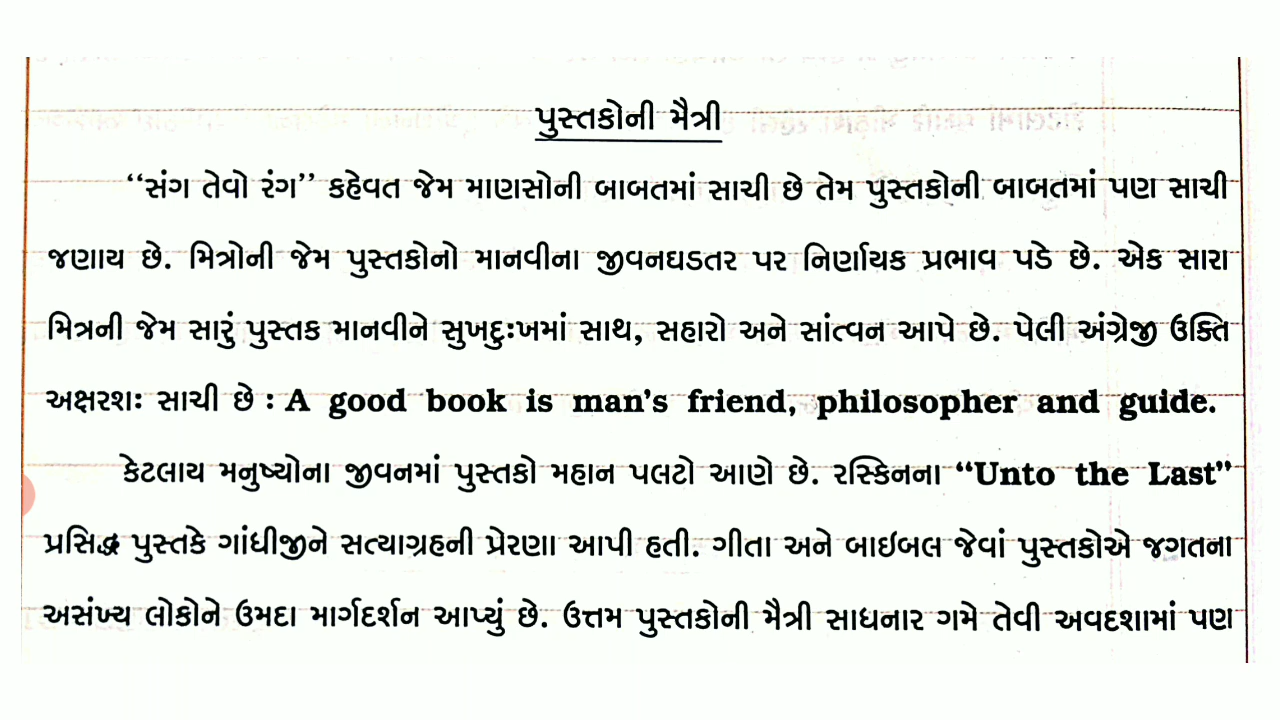 પુસ્તકોની મૈત્રી
“સંગ તેવો રંગ” કહેવત જેમ માણસોની બાબતમાં સાચી છે તેમ પુસ્તકોની બાબતમાં પણ સાચી
જણાય છે. મિત્રોની જેમ પુસ્તકોનો માનવીના જીવનઘડતર પર નિર્ણાયક પ્રભાવ પડે છે. એક સારા
મિત્રની જેમ સારું પુસ્તક માનવીને સુખદુઃખમાં સાથ, સહારો અને સાંત્વન આપે છે. પેલી અંગ્રેજી ઉક્તિ
અક્ષરશઃ સાચી છે : A good book is man’s friend, philosopher and guide.
કેટલાય મનુષ્યોના જીવનમાં પુસ્તકો મહાન પલટો આણે છે. રસ્કિનના “Unto the Last”
પ્રસિદ્ધ પુસ્તકે ગાંધીજીને સત્યાગ્રહની પ્રેરણા આપી હતી. ગીતા અને બાઇબલ જેવાં પુસ્તકોએ જગતના
અસંખ્ય લોકોને ઉમદા માર્ગદર્શન આપ્યું છે. ઉત્તમ પુસ્તકોની મૈત્રી સાધનાર ગમે તેવી અવદશામાં પણ